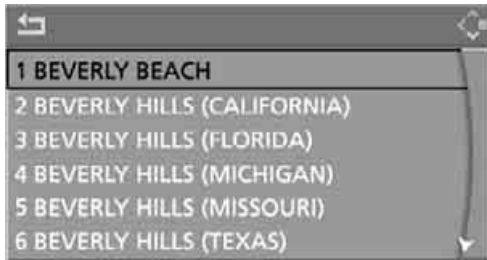 1 BEVERLY BEACH
2 BEVERLY HILLS (CALIFORNIA)
3 BEVERLY HILLS (FLORIDA)
4 BEVERLY HILLS (MICHIGAN)
5 BEVERLY HILLS (MISSOURI)
6 BEVERLY HILLS (TEXAS)